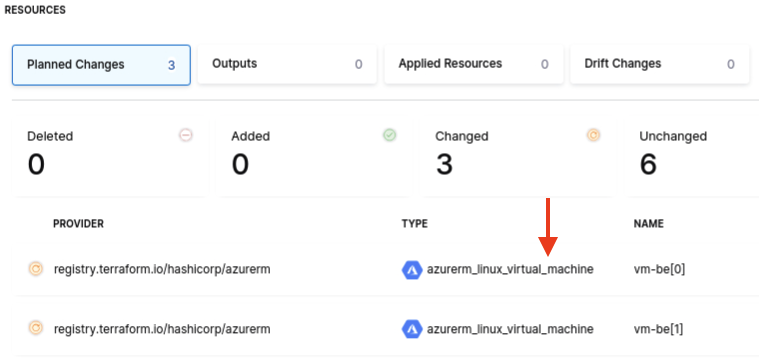 RESOURCES
Planned Changes 3 Outputs 0 Applied Resources 0 Drift Changes 0
Deleted Added Changed Unchanged
0 0 3 6
PROVIDER TYPE NAME
registry.terraform.io/hashicorp/azurerm azurerm_linux_virtual_machine vm-be[0]
registry.terraform.io/hashicorp/azurerm azurerm_linux_virtual_machine vm-be[1]